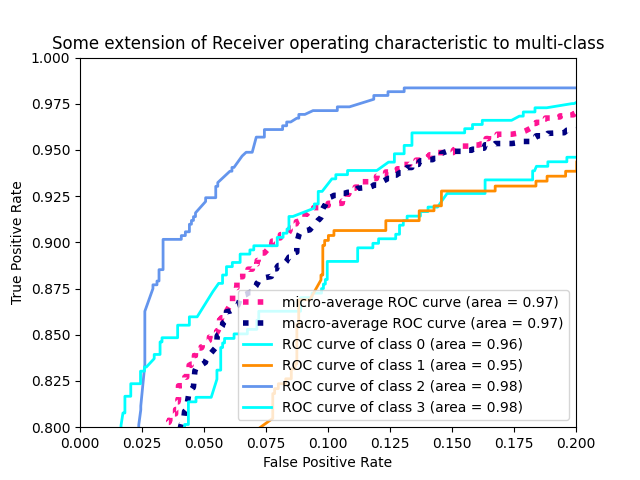 Some extension of Receiver operating characteristic to multi-class
1.000
0.975
0.950
0.925
0.900
0.875
0.850
0.825
0.800
True Positive Rate
micro-average ROC curve (area = 0.97)
macro-average ROC curve (area = 0.97)
ROC curve of class 0 (area = 0.96)
ROC curve of class 1 (area = 0.95)
ROC curve of class 2 (area = 0.98)
ROC curve of class 3 (area = 0.98)
0.000 0.025 0.050 0.075 0.100 0.125 0.150 0.175 0.200
False Positive Rate